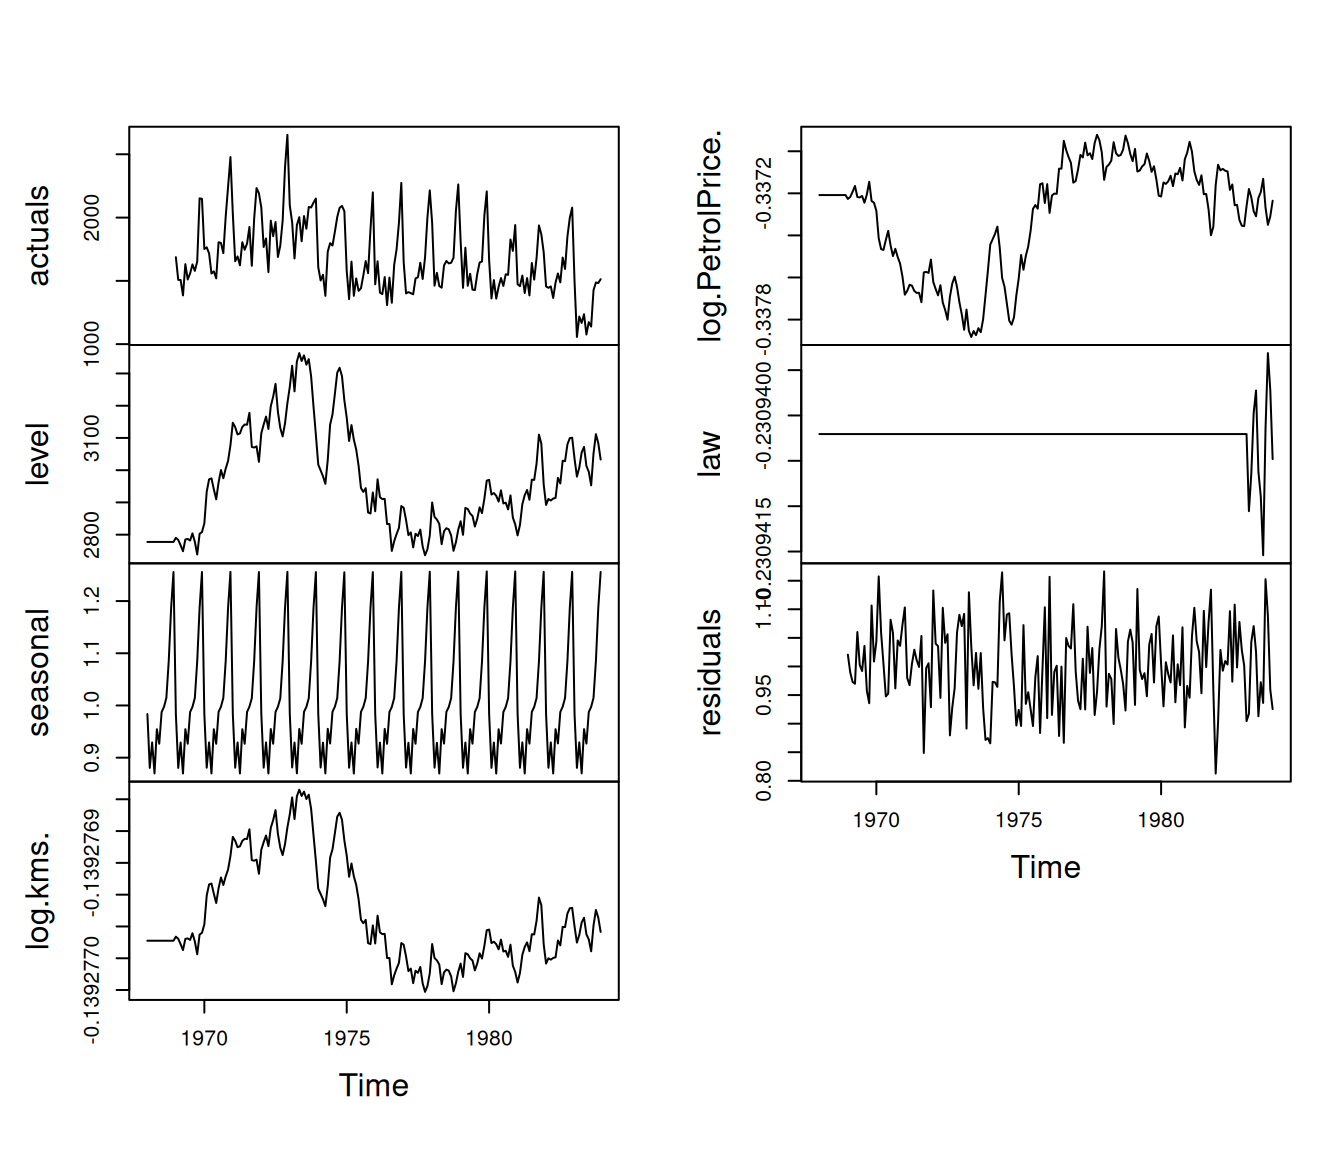 actuals
2000
1000
level
3100
2800
seasonal
1.2
1.1
1.0
0.9
log.kms.
-0.1392769
-0.1392770
1970 1975 1980
Time
log.PetrolPrice.
-0.3372
-0.3378
law
-0.2309400
-0.2309415
residuals
1.10
0.95
0.80
1970 1975 1980
Time